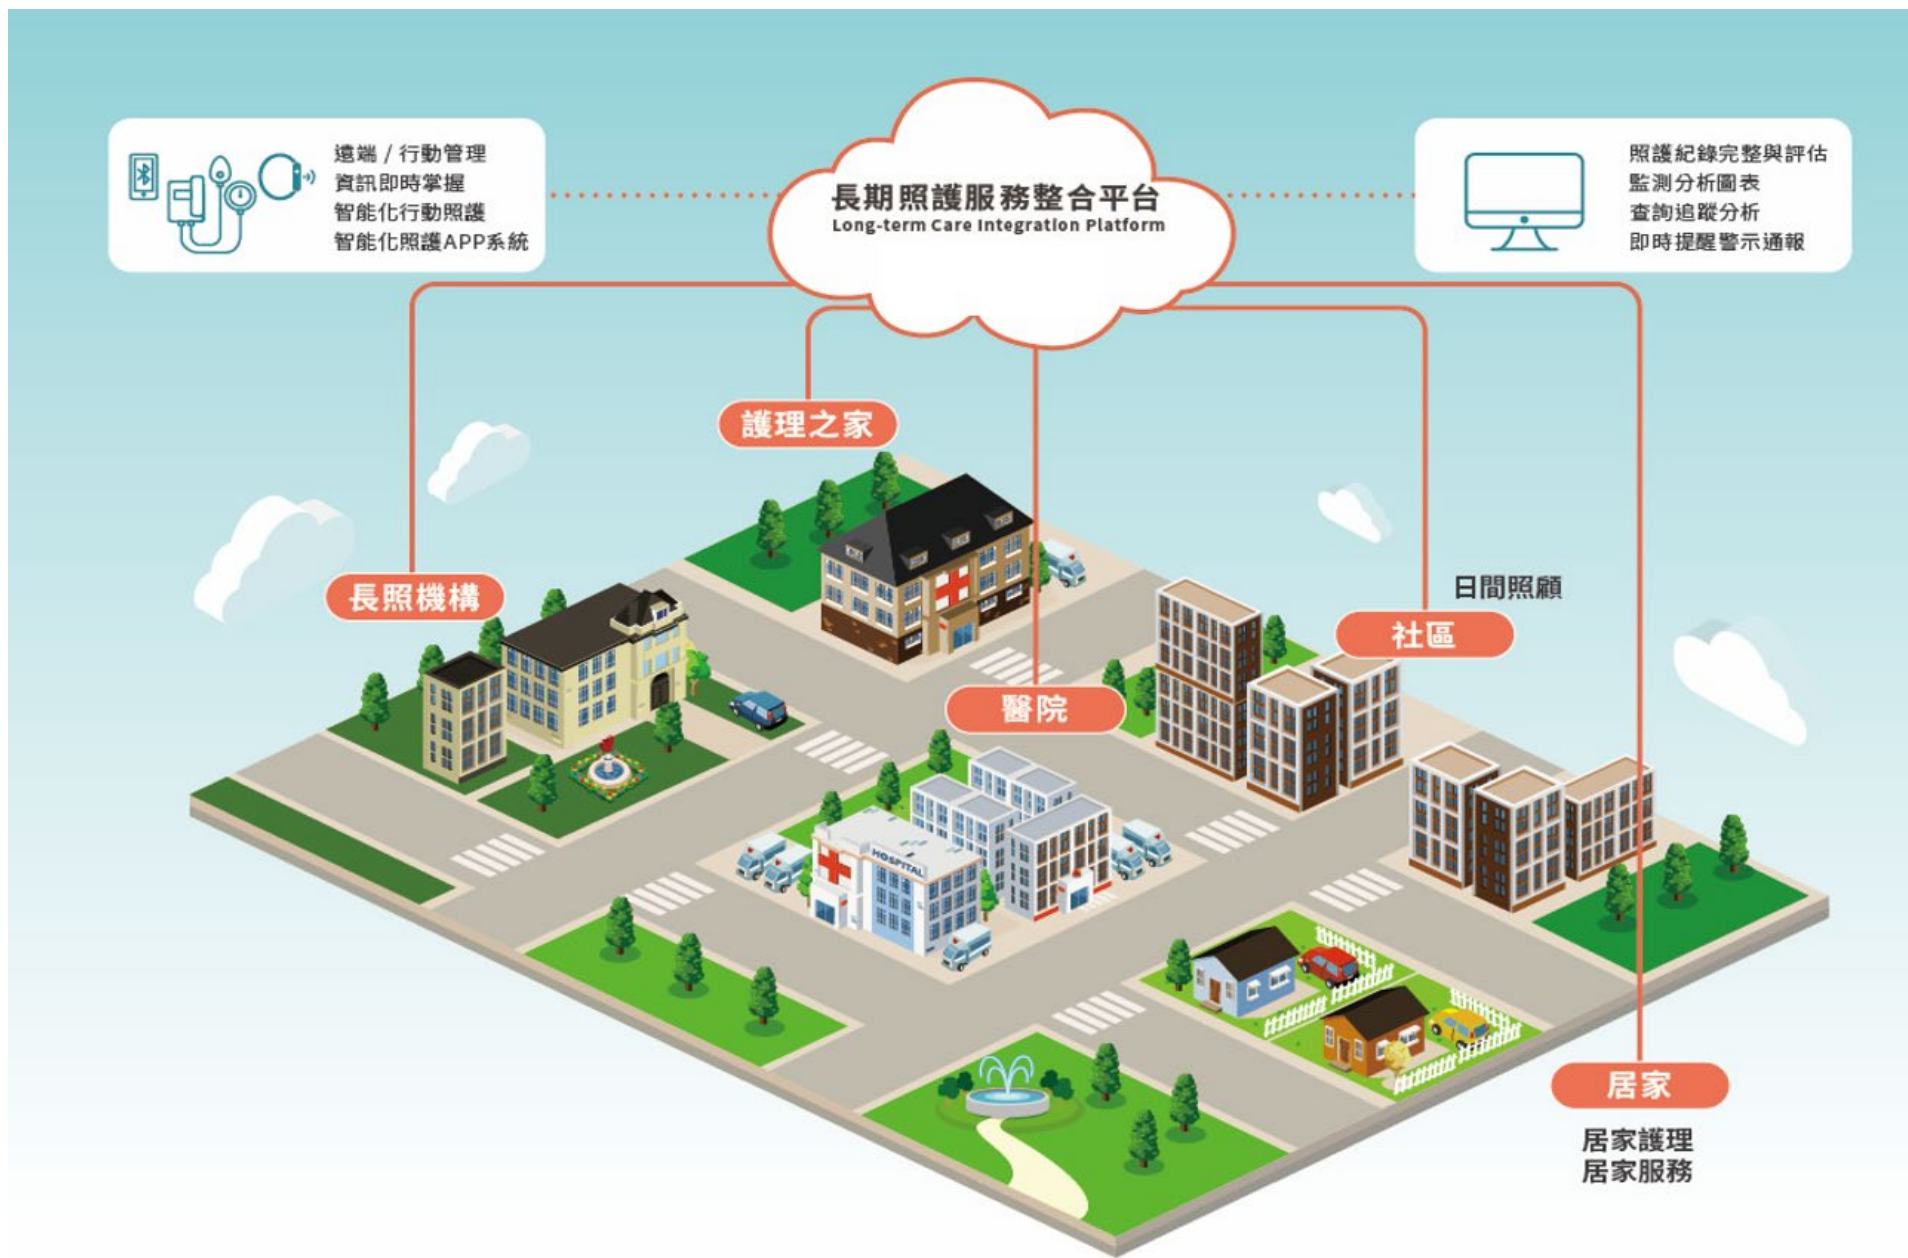 遠端 / 行動管理
資訊即時掌握
智能化行動照護
智能化照護APP系統
長期照護服務整合平台
Long-term Care Integration Platform
照護紀錄完整與評估
監測分析圖表
查詢追蹤分析
即時提醒警示通報
護理之家
長照機構
日間照顧
社區
醫院
HOSPITAL
居家
居家護理
居家服務